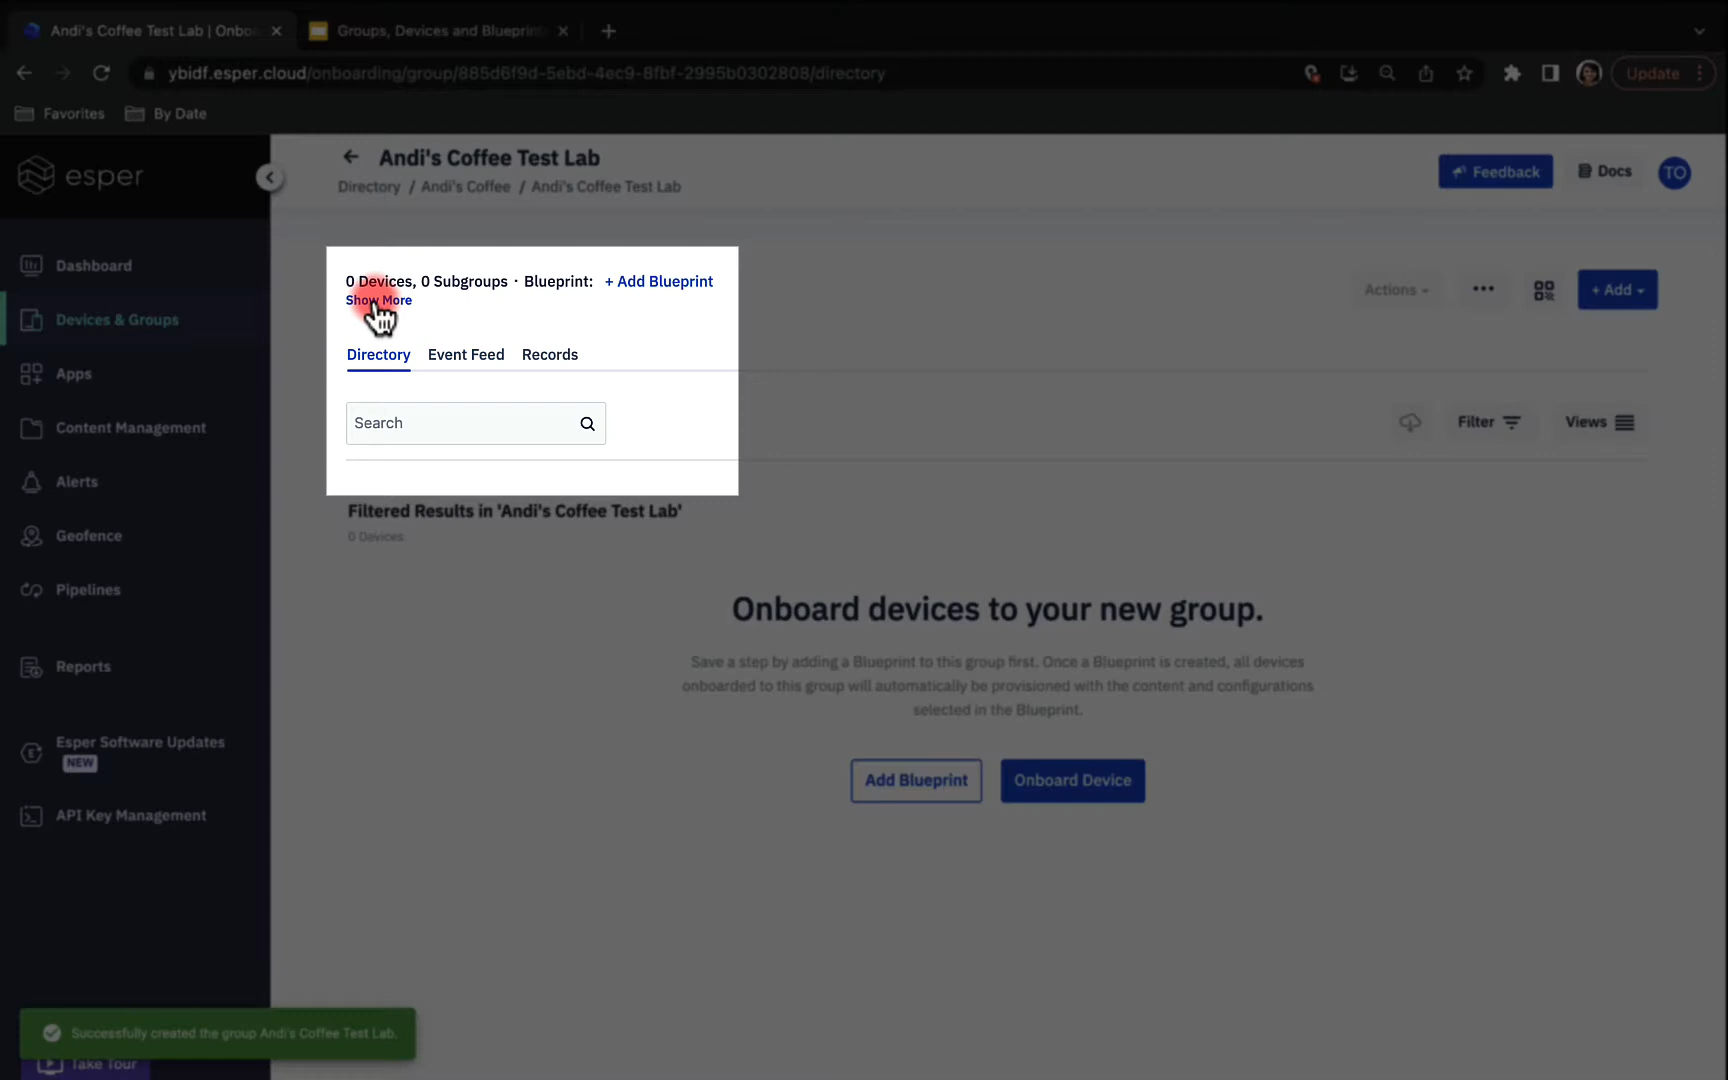 Andi's Coffee Test Lab | Onbo
Groups, Devices and Blueprint
ybidf.esper.cloud/onboarding/group/885d6f9d-5ebd-4ec9-8fbf-2995b0302808/directory
Update
Favorites
By Date
esper
Andi's Coffee Test Lab
Directory / Andi's Coffee / Andi's Coffee Test Lab
Feedback
Docs
TO
Dashboard
Devices & Groups
Apps
Content Management
Alerts
Geofence
Pipelines
Reports
Esper Software Updates
NEW
API Key Management
0 Devices, 0 Subgroups · Blueprint: + Add Blueprint
Show More
Actions
+ Add
Directory
Event Feed
Records
Search
Filter
Views
Filtered Results in 'Andi's Coffee Test Lab'
0 Devices
Onboard devices to your new group.
Save a step by adding a Blueprint to this group first. Once a Blueprint is created, all devices
onboarded to this group will automatically be provisioned with the content and configurations
selected in the Blueprint.
Add Blueprint
Onboard Device
Successfully created the group Andi's Coffee Test Lab.
Take Tour